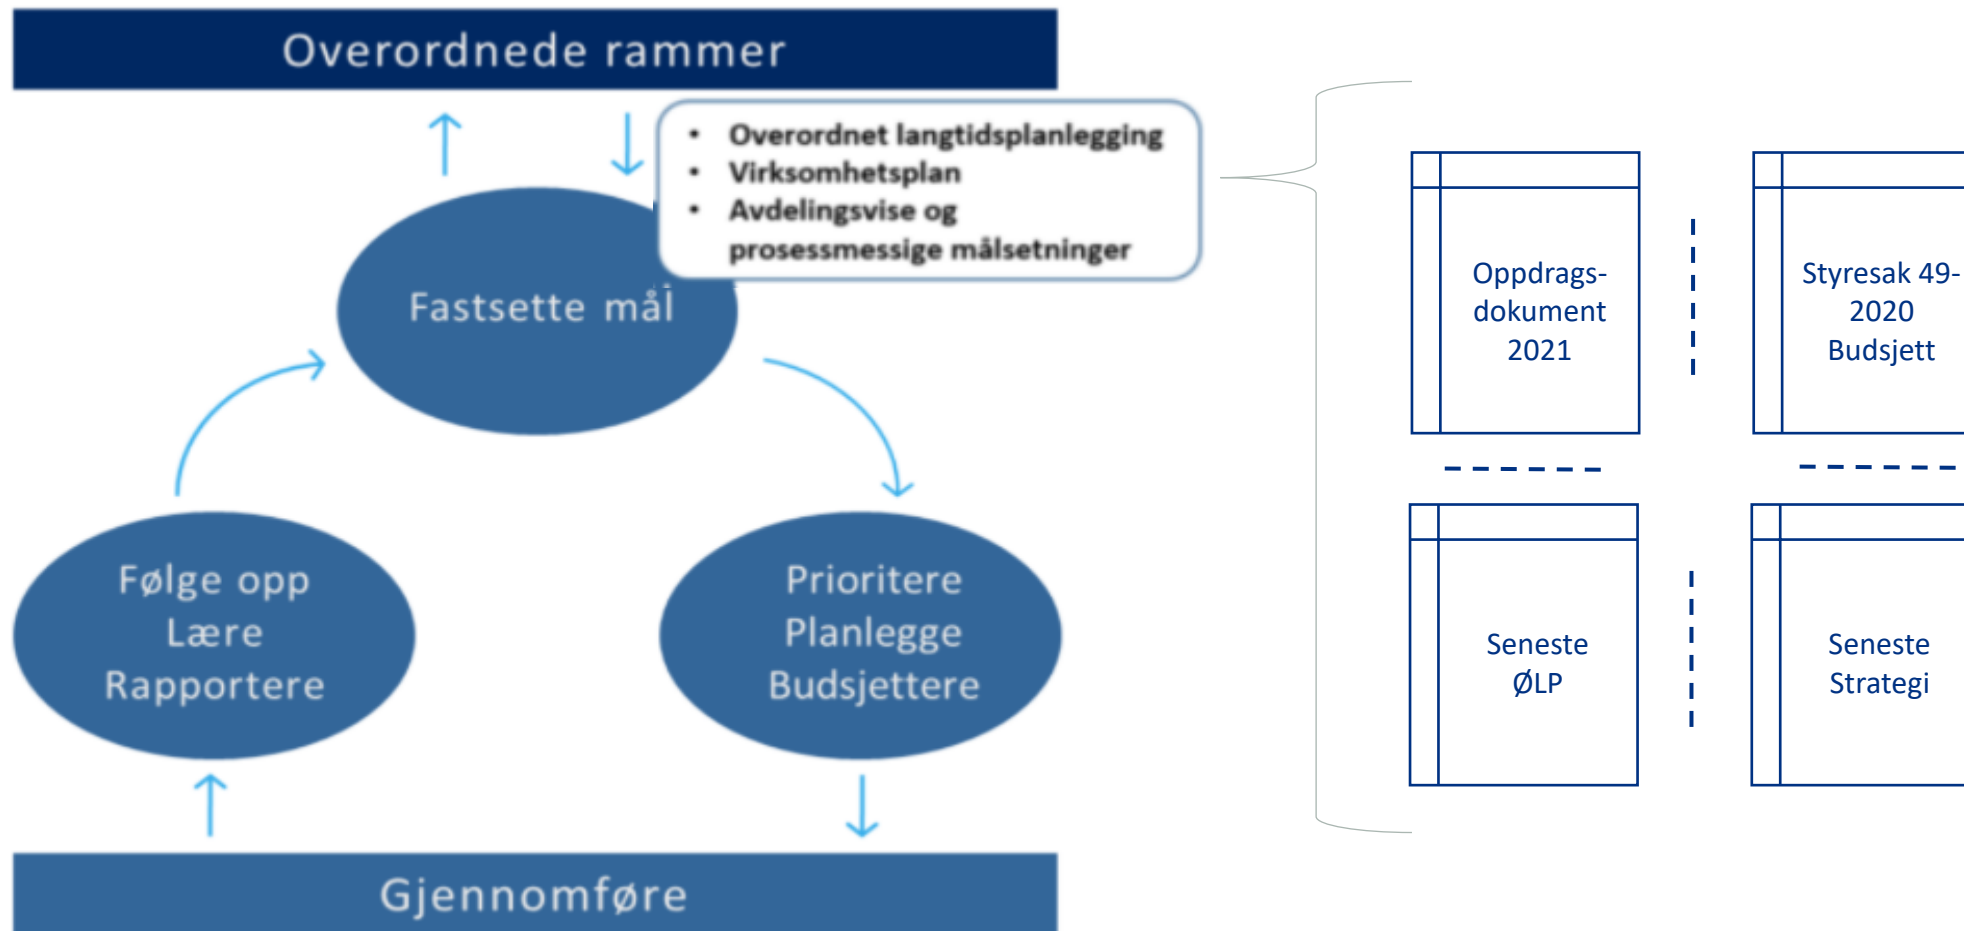 Overordnede rammer
• Overordnet langtidsplanlegging
• Virksomhetsplan
• Avdelingsvise og
prosessmessige målsetninger
Fastsette mål
Følge opp
Lære
Rapportere
Prioritere
Planlegge
Budsjettere
Gjennomføre
Oppdrags-
dokument
2021
Styresak 49-
2020
Budsjett
Seneste
ØLP
Seneste
Strategi